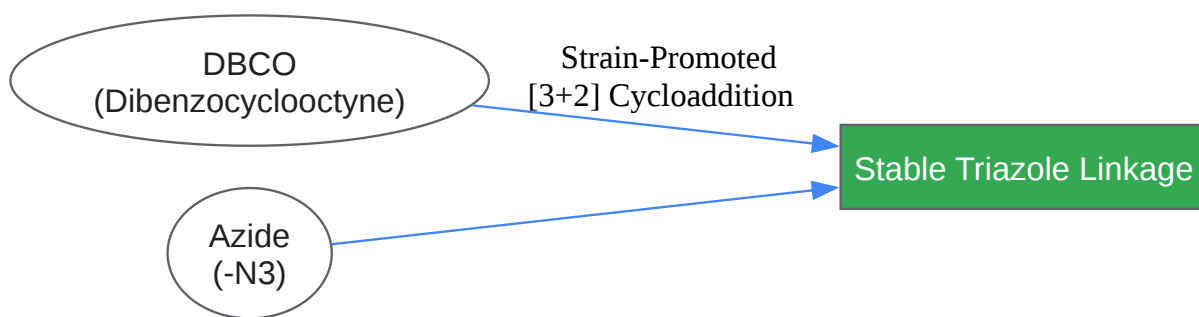 DBCO
(Dibenzocyclooctyne)
Strain-Promoted
[3+2] Cycloaddition
Stable Triazole Linkage
Azide
(-N3)